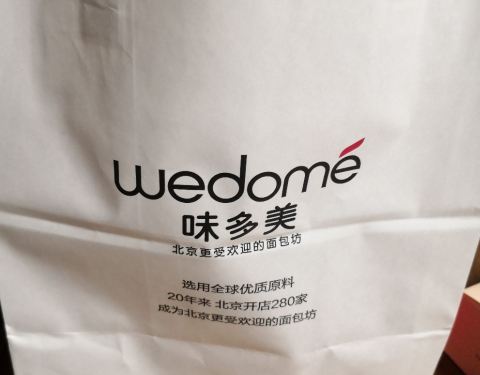 wedomé
味多美
北京更受欢迎的面包坊
选用全球优质原料
20年来 北京开店280家
成为北京更受欢迎的面包坊